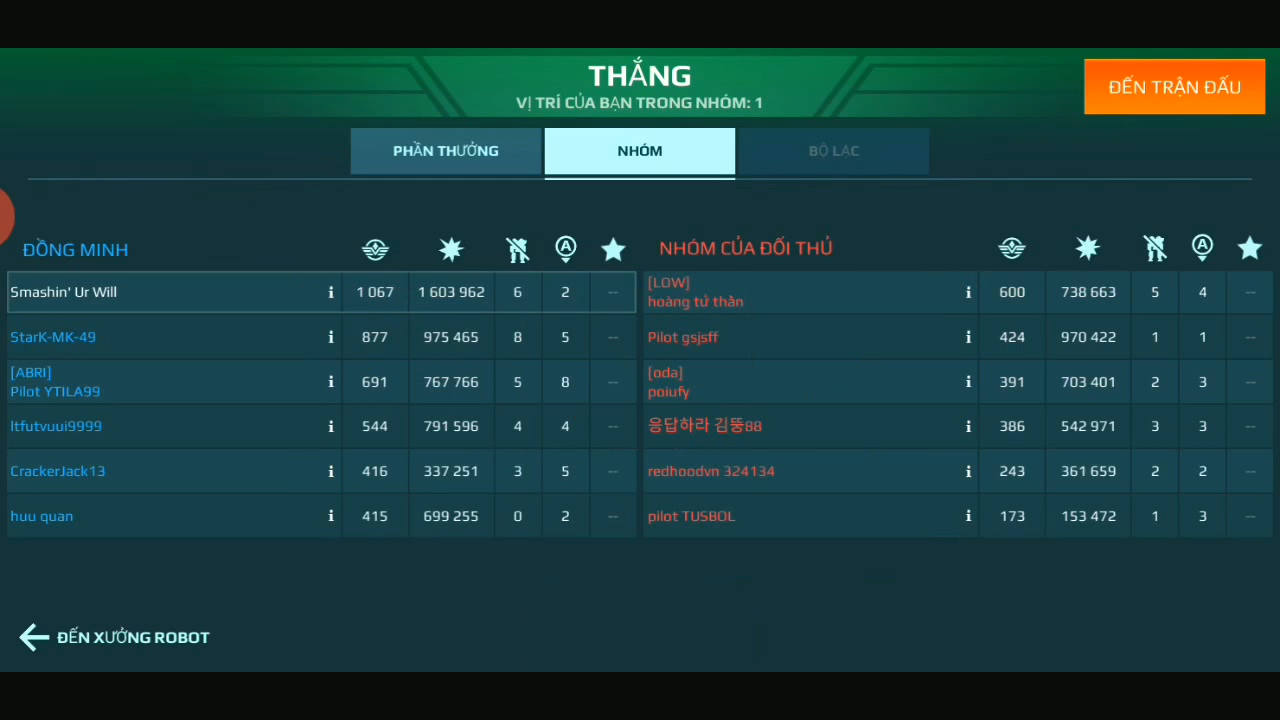 THẮNG
VỊ TRÍ CỦA BẠN TRONG NHÓM: 1
ĐẾN TRẬN ĐẤU
PHẦN THƯỞNG
NHÓM
BỘ LẠC
ĐỒNG MINH
A
Smashin' Ur Will i 1 067 1 603 962 6 2 --
StarK-MK-49 i 877 975 465 8 5 --
[ABRI]
Pilot YTILA99 i 691 767 766 5 8 --
ltfutvuui9999 i 544 791 596 4 4 --
CrackerJack13 i 416 337 251 3 5 --
huu quan i 415 699 255 0 2 --
NHÓM CỦA ĐỐI THỦ
A
[LOW]
hoàng tử thần i 600 738 663 5 4 --
Pilot gsjsff i 424 970 422 1 1 --
[oda]
poiufy i 391 703 401 2 3 --
응답하라 김뚱88 i 386 542 971 3 3 --
redhoodvn 324134 i 243 361 659 2 2 --
pilot TUSBOL i 173 153 472 1 3 --
ĐẾN XƯỞNG ROBOT